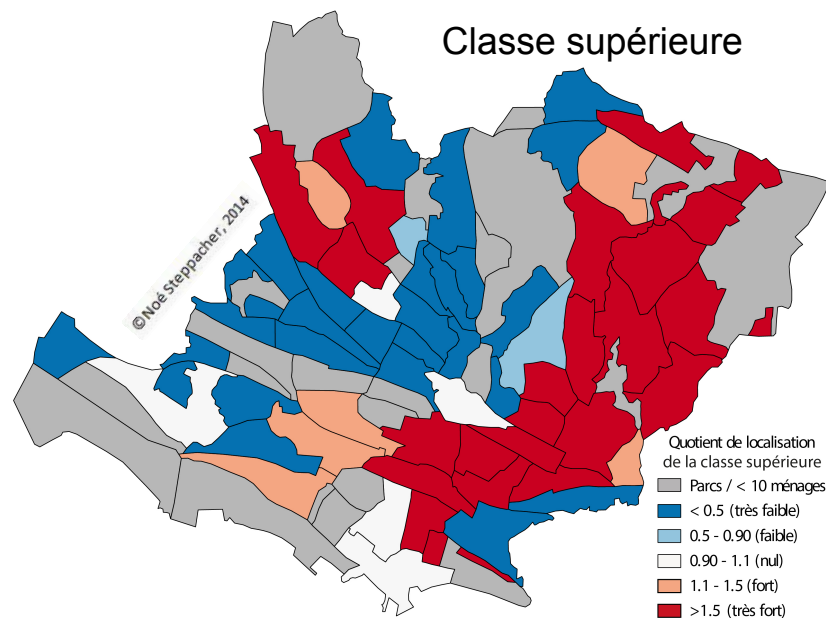 Classe supérieure
©Noé Steppacher, 2014
Quotient de localisation
de la classe supérieure
Parcs / < 10 ménages
< 0.5 (très faible)
0.5 - 0.90 (faible)
0.90 - 1.1 (nul)
1.1 - 1.5 (fort)
>1.5 (très fort)